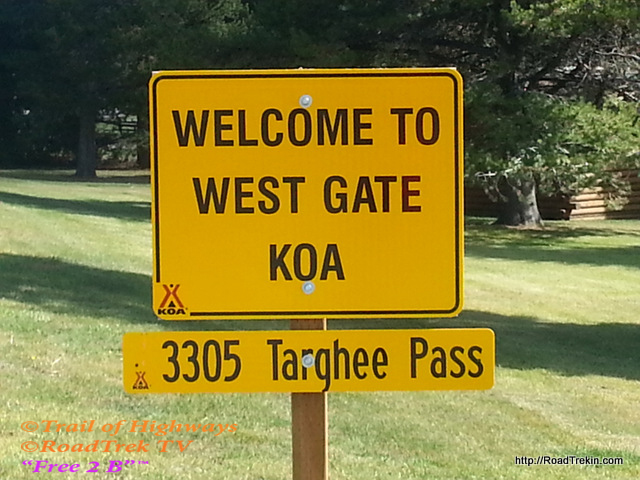 WELCOME TO
WEST GATE
KOA
KOA
3305 Targhee Pass
KOA
©Trail of Highways
©RoadTrek TV
"Free 2 B"™
http://RoadTrekin.com